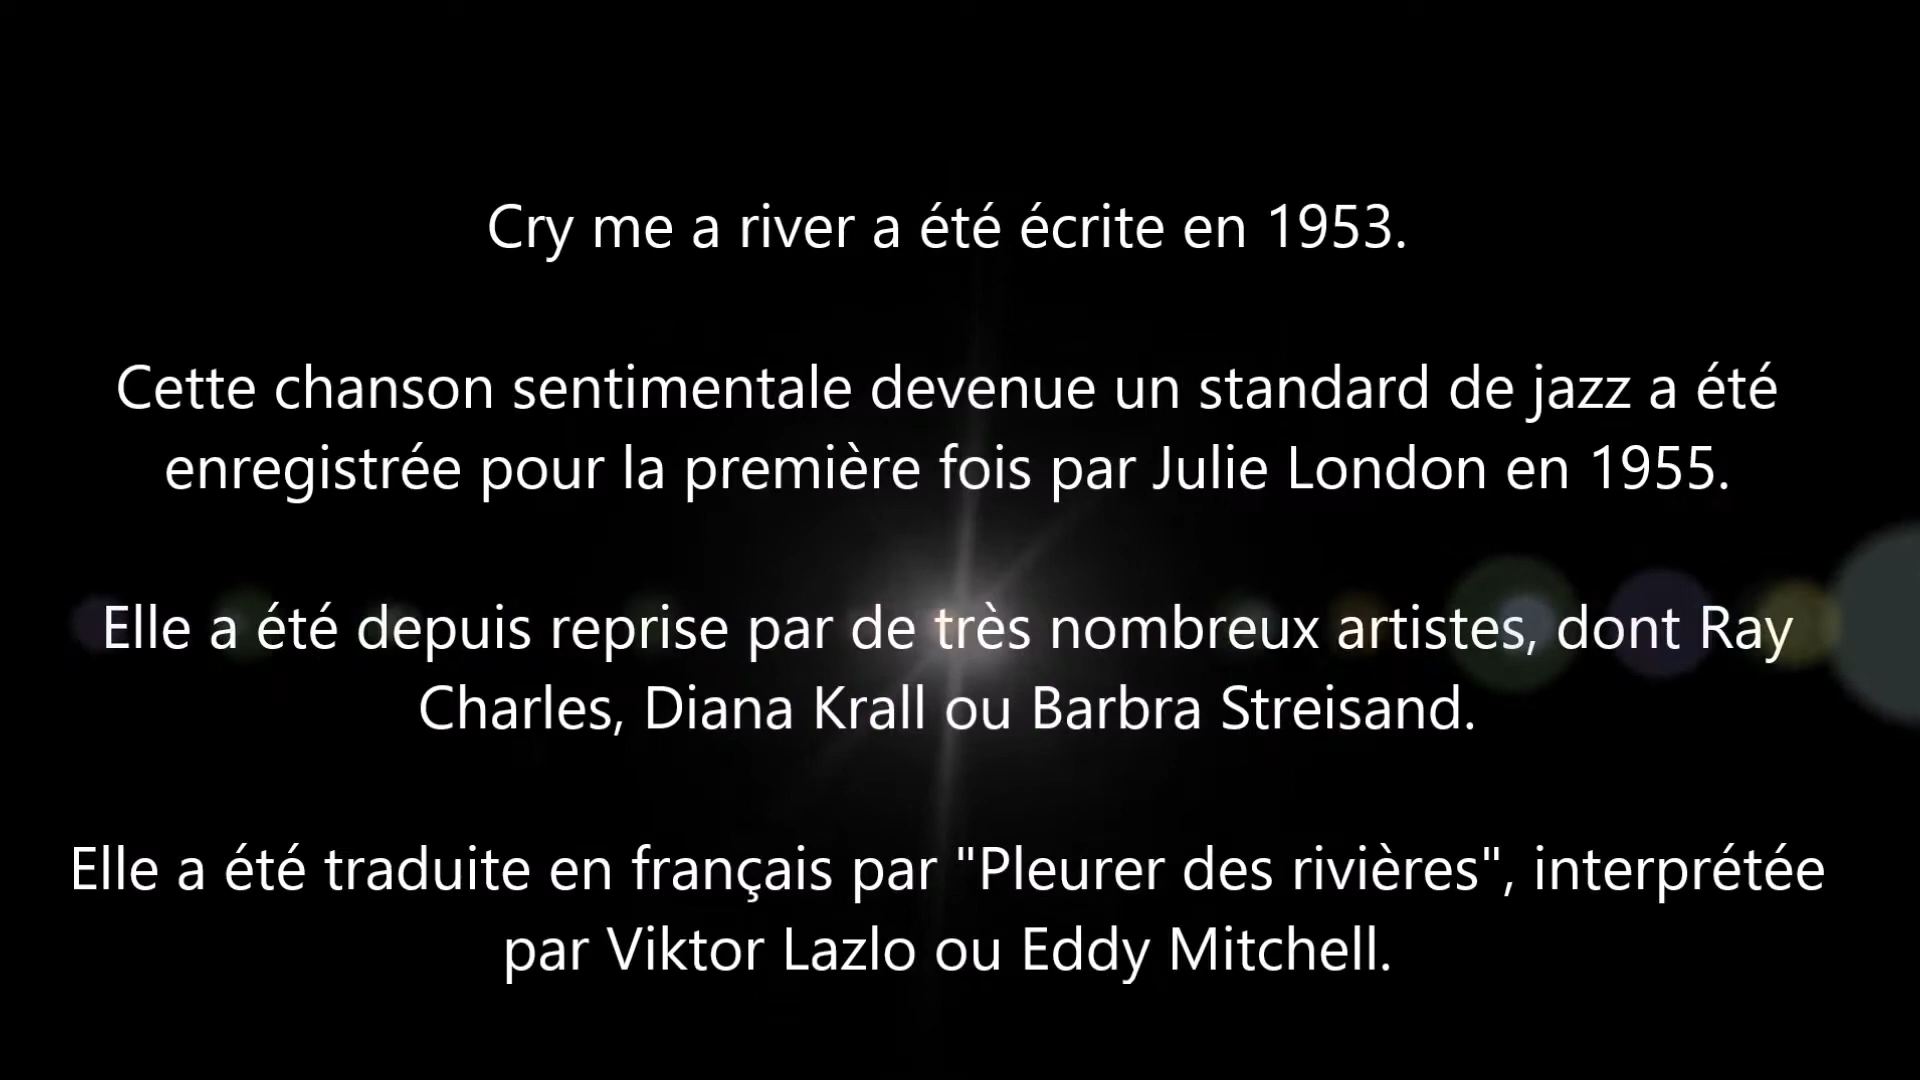 Cry me a river a été écrite en 1953.
Cette chanson sentimentale devenue un standard de jazz a été
enregistrée pour la première fois par Julie London en 1955.
Elle a été depuis reprise par de très nombreux artistes, dont Ray
Charles, Diana Krall ou Barbra Streisand.
Elle a été traduite en français par "Pleurer des rivières", interprétée
par Viktor Lazlo ou Eddy Mitchell.